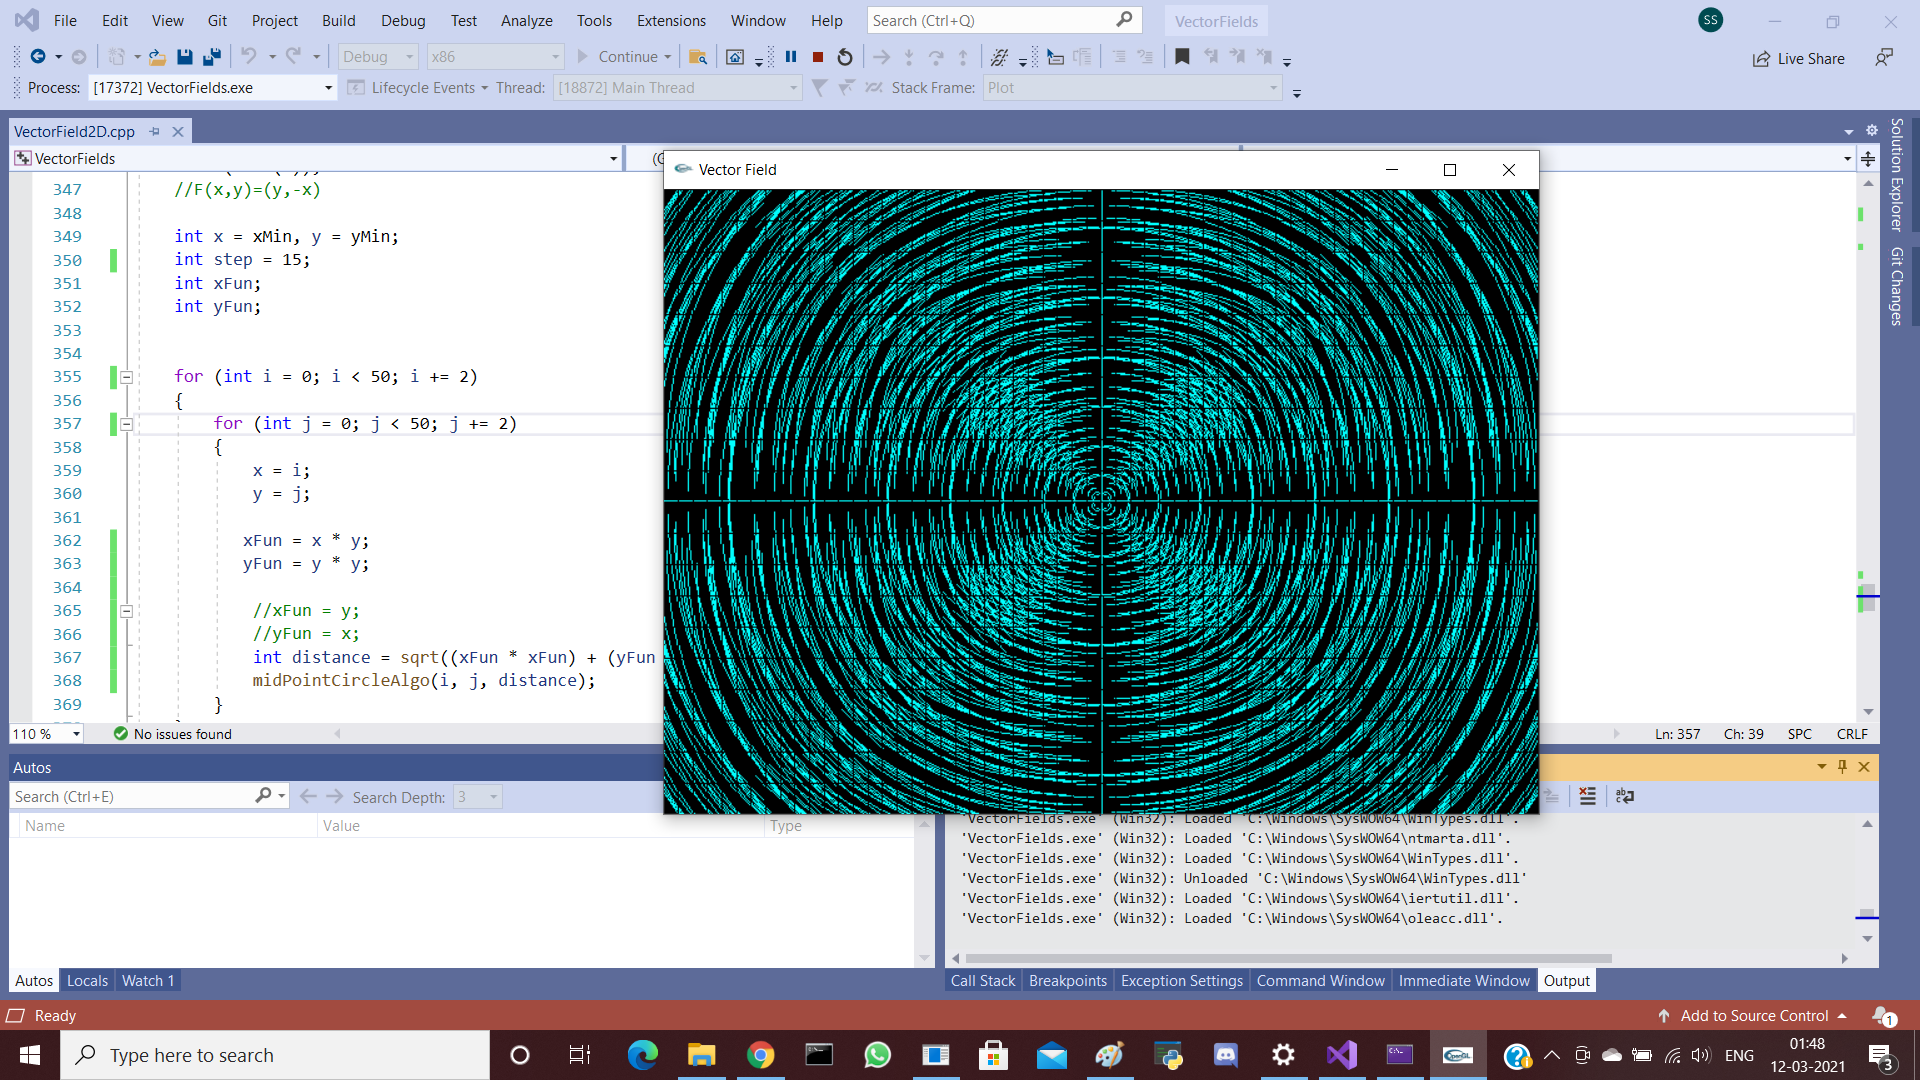 File Edit View Git Project Build Debug Test Analyze Tools Extensions Window Help Search (Ctrl+Q) VectorFields SS
Debug x86 Continue Live Share
Process: [17372] VectorFields.exe Lifecycle Events Thread: [18872] Main Thread Stack Frame: Plot
VectorField2D.cpp
VectorFields
Vector Field
347 //F(x,y)=(y,-x)
348
349 int x = xMin, y = yMin;
350 int step = 15;
351 int xFun;
352 int yFun;
353
354
355 for (int i = 0; i < 50; i += 2)
356 {
357 for (int j = 0; j < 50; j += 2)
358 {
359 x = i;
360 y = j;
361
362 xFun = x * y;
363 yFun = y * y;
364
365 //xFun = y;
366 //yFun = x;
367 int distance = sqrt((xFun * xFun) + (yFun
368 midPointCircleAlgo(i, j, distance);
369 }
110 % No issues found Ln: 357 Ch: 39 SPC CRLF
Solution Explorer
Git Changes
Autos
Search (Ctrl+E) Search Depth: 3
Name Value Type
'VectorFields.exe' (Win32): Loaded 'C:\Windows\SysWOW64\WinTypes.dll'.
'VectorFields.exe' (Win32): Loaded 'C:\Windows\SysWOW64\ntmarta.dll'.
'VectorFields.exe' (Win32): Loaded 'C:\Windows\SysWOW64\WinTypes.dll'.
'VectorFields.exe' (Win32): Unloaded 'C:\Windows\SysWOW64\WinTypes.dll'
'VectorFields.exe' (Win32): Loaded 'C:\Windows\SysWOW64\iertutil.dll'.
'VectorFields.exe' (Win32): Loaded 'C:\Windows\SysWOW64\oleacc.dll'.
Autos Locals Watch 1
Call Stack Breakpoints Exception Settings Command Window Immediate Window Output
Ready Add to Source Control 1
Type here to search OpenGL ENG 01:48
12-03-2021 3